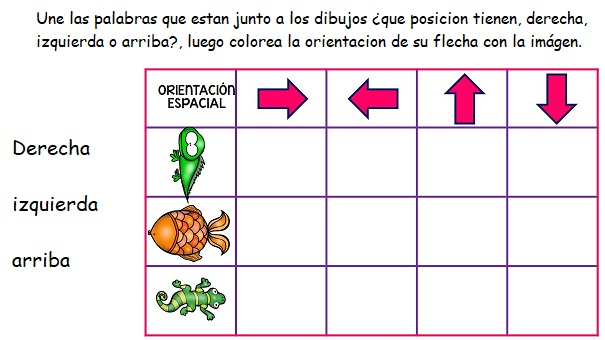 Une las palabras que estan junto a los dibujos ¿que posicion tienen, derecha,
izquierda o arriba?, luego colorea la orientacion de su flecha con la imágen.
ORIENTACIÓN
ESPACIAL
Derecha
izquierda
arriba